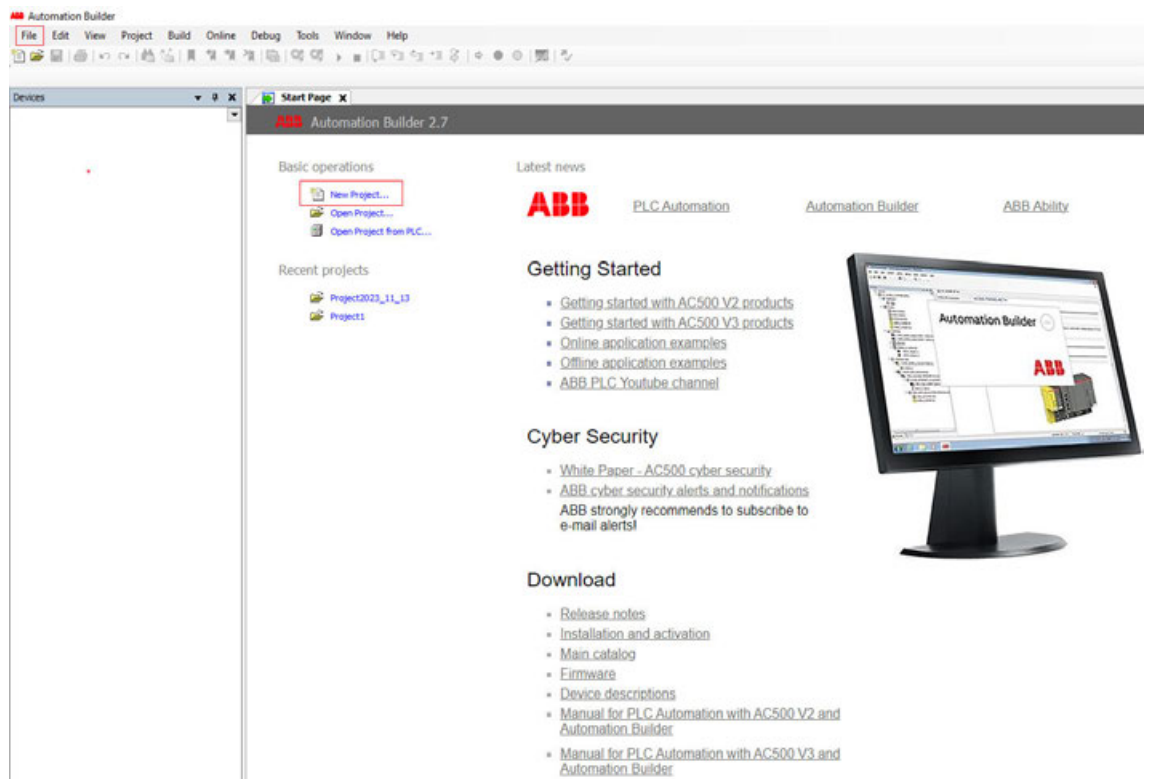 ABB Automation Builder
File Edit View Project Build Online Debug Tools Window Help
Devices
Start Page
ABB Automation Builder 2.7
Basic operations
New Project...
Open Project...
Open Project from PLC...
Recent projects
Project2023_11_13
Project1
Latest news
ABB PLC Automation Automation Builder ABB Ability
Getting Started
Getting started with AC500 V2 products
Getting started with AC500 V3 products
Online application examples
Offline application examples
ABB PLC Youtube channel
Automation Builder
ABB
Cyber Security
White Paper - AC500 cyber security
ABB cyber security alerts and notifications
ABB strongly recommends to subscribe to
e-mail alerts!
Download
Release notes
Installation and activation
Main catalog
Firmware
Device descriptions
Manual for PLC Automation with AC500 V2 and
Automation Builder
Manual for PLC Automation with AC500 V3 and
Automation Builder